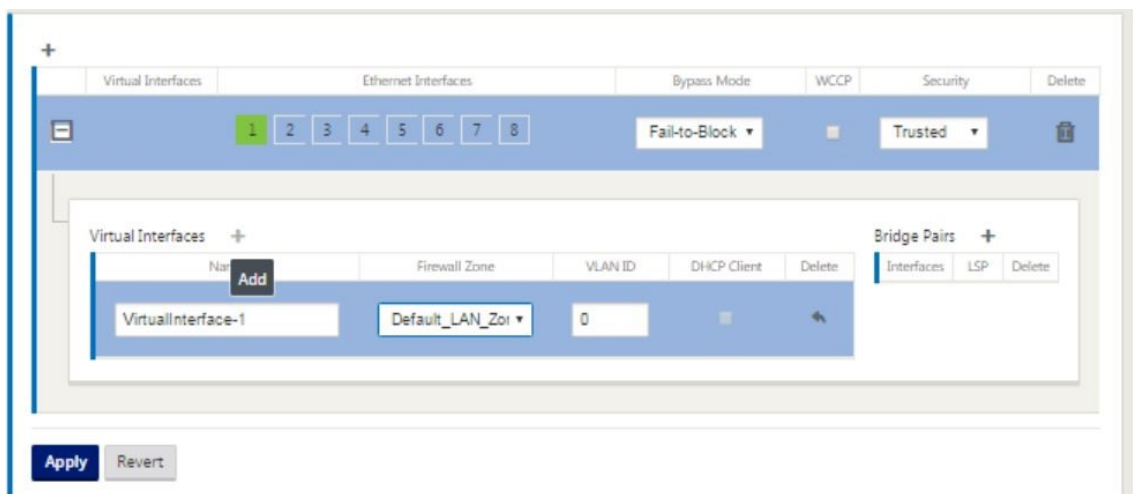 +
Virtual Interfaces Ethernet Interfaces Bypass Mode WCCP Security Delete
1 2 3 4 5 6 7 8 Fail-to-Block Trusted
Virtual Interfaces +
Bridge Pairs +
Firewall Zone VLAN ID DHCP Client Delete
Interfaces LSP Delete
Add
VirtualInterface-1 Default_LAN_Zor 0
Apply Revert